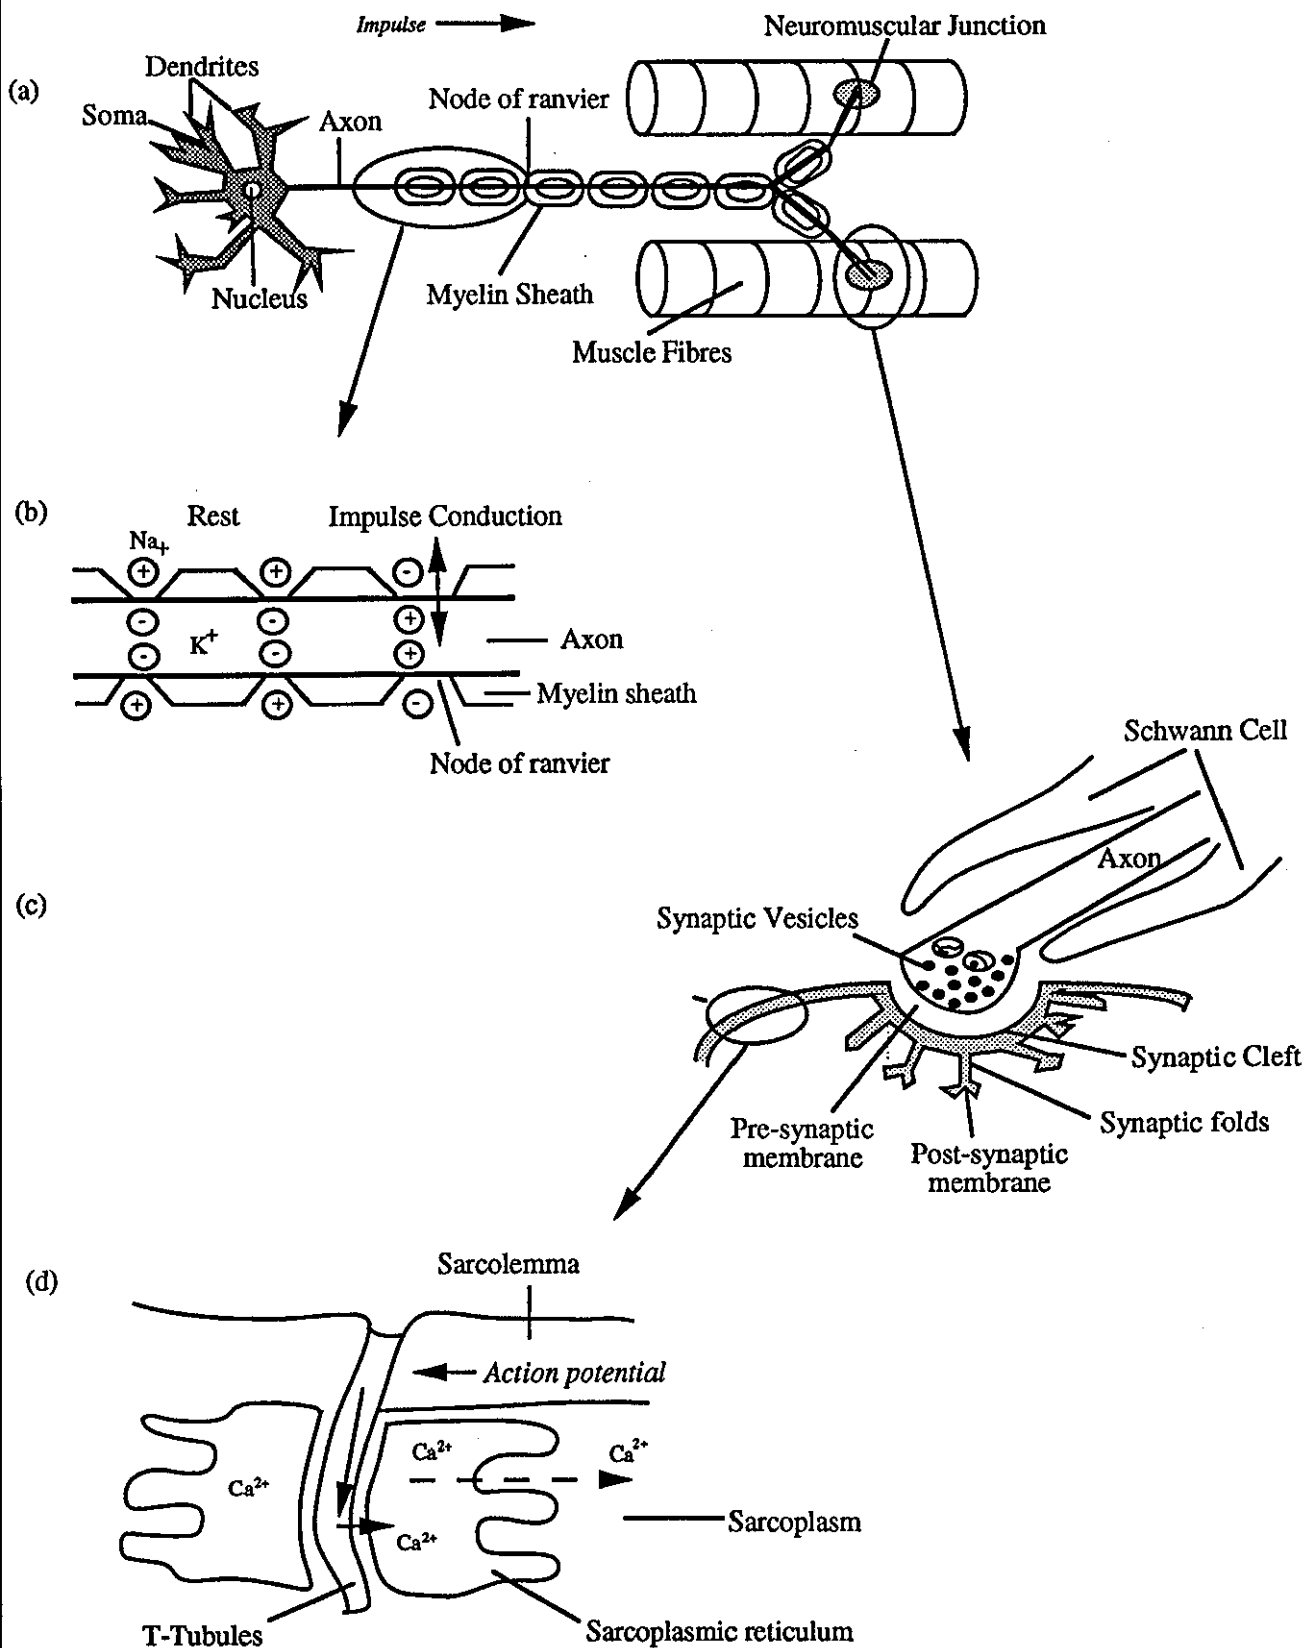 Impulse
Neuromuscular Junction
(a)
Dendrites
Node of ranvier
Soma
Axon
Nucleus
Myelin Sheath
Muscle Fibres
(b)
Rest
Impulse Conduction
Na+
+
+
-
-
-
+
K+
-
-
+
Axon
+
+
-
Myelin sheath
Node of ranvier
Schwann Cell
Axon
(c)
Synaptic Vesicles
Synaptic Cleft
Synaptic folds
Pre-synaptic
membrane
Post-synaptic
membrane
(d)
Sarcolemma
Action potential
Ca2+
Ca2+
Ca2+
Ca2+
Sarcoplasm
T-Tubules
Sarcoplasmic reticulum